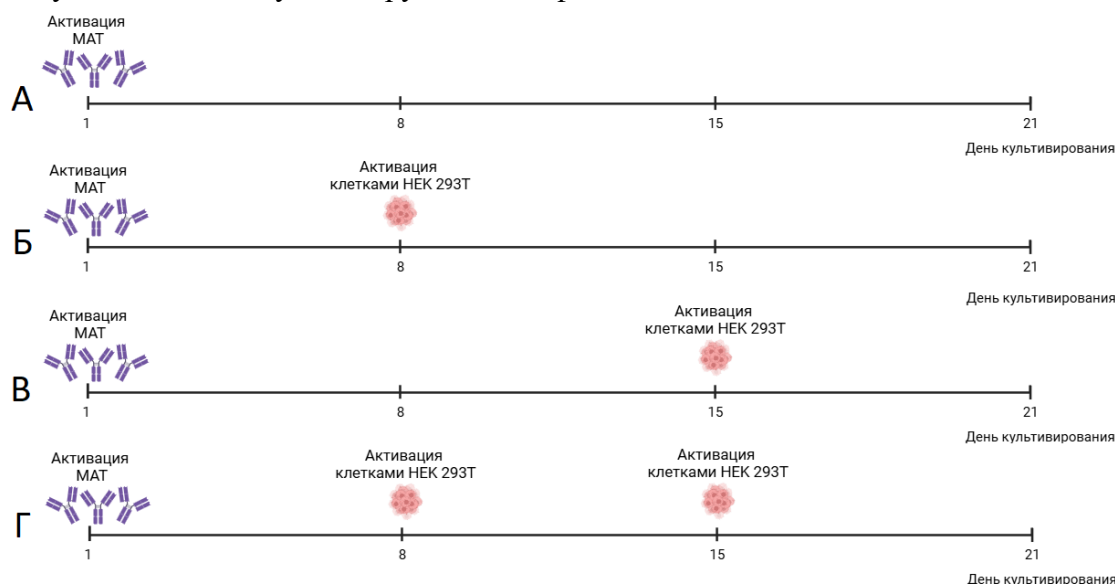 Активация
МАТ
А
1
8
15
21
День культивирования
Активация
МАТ
Активация
клетками HEK 293T
Б
1
8
15
21
День культивирования
Активация
МАТ
Активация
клетками HEK 293T
В
1
8
15
21
День культивирования
Активация
МАТ
Активация
клетками HEK 293T
Активация
клетками HEK 293T
Г
1
8
15
21
День культивирования